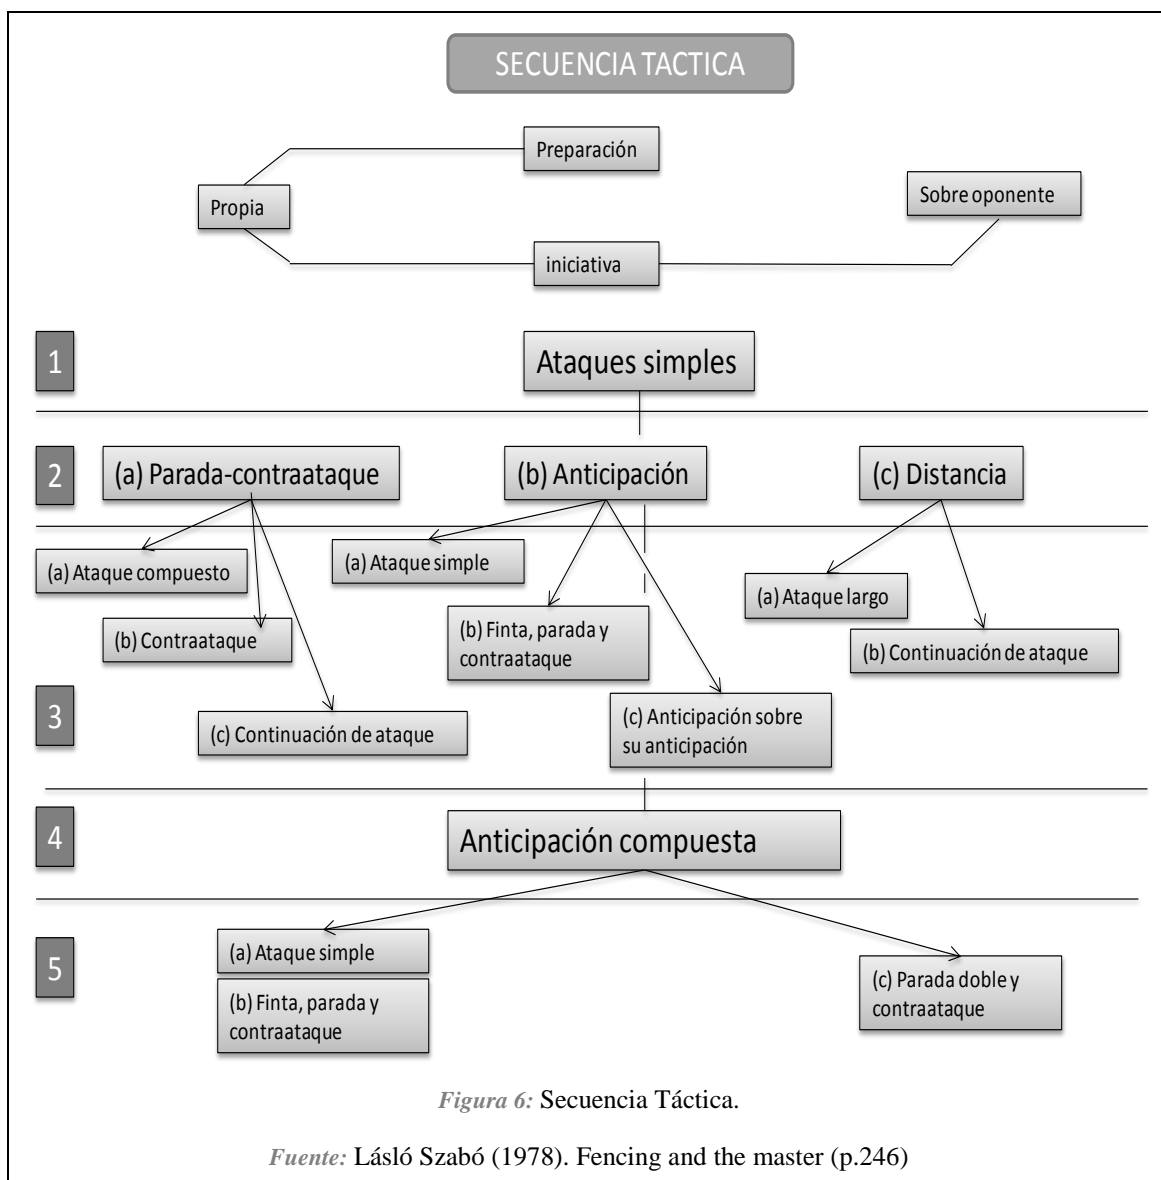 SECUENCIA TACTICA
Preparación
Propia
Sobre oponente
iniciativa
1
Ataques simples
2
(a) Parada-contraataque
(b) Anticipación
(c) Distancia
(a) Ataque compuesto
(a) Ataque simple
(a) Ataque largo
(b) Contraataque
(b) Finta, parada y
contraataque
(b) Continuación de ataque
3
(c) Continuación de ataque
(c) Anticipación sobre
su anticipación
4
Anticipación compuesta
5
(a) Ataque simple
(b) Finta, parada y
contraataque
(c) Parada doble y
contraataque
Figura 6: Secuencia Táctica.
Fuente: Lásló Szabó (1978). Fencing and the master (p.246)